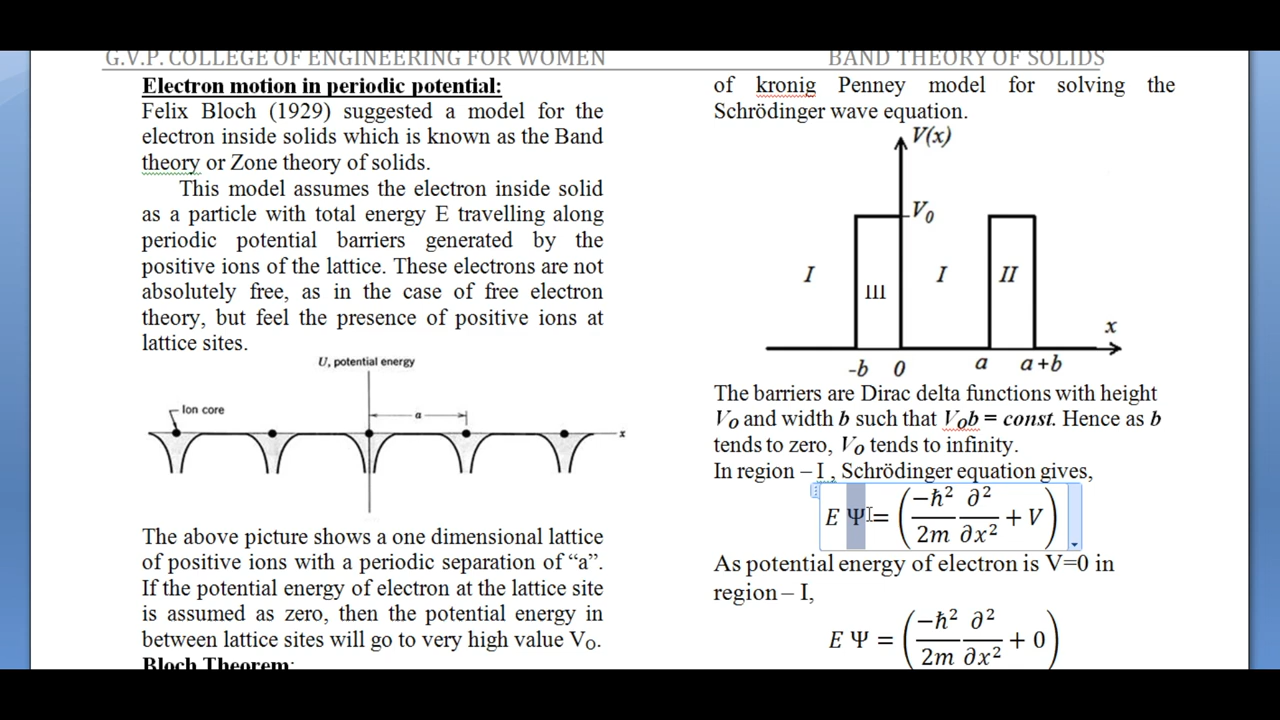 G.V.P. COLLEGE OF ENGINEERING FOR WOMEN
BAND THEORY OF SOLIDS
Electron motion in periodic potential:
Felix Bloch (1929) suggested a model for the
electron inside solids which is known as the Band
theory or Zone theory of solids.
This model assumes the electron inside solid
as a particle with total energy E travelling along
periodic potential barriers generated by the
positive ions of the lattice. These electrons are not
absolutely free, as in the case of free electron
theory, but feel the presence of positive ions at
lattice sites.
U, potential energy
Ion core
a
x
The above picture shows a one dimensional lattice
of positive ions with a periodic separation of “a”.
If the potential energy of electron at the lattice site
is assumed as zero, then the potential energy in
between lattice sites will go to very high value V₀.
Bloch Theorem:
of kronig Penney model for solving the
Schrödinger wave equation.
V(x)
V₀
I III I II
x
-b 0 a a+b
The barriers are Dirac delta functions with height
V₀ and width b such that V₀b = const. Hence as b
tends to zero, V₀ tends to infinity.
In region – I , Schrödinger equation gives,
E Ψ = (−ħ²/2m ∂²/∂x² + V)
As potential energy of electron is V=0 in
region – I,
E Ψ = (−ħ²/2m ∂²/∂x² + 0)